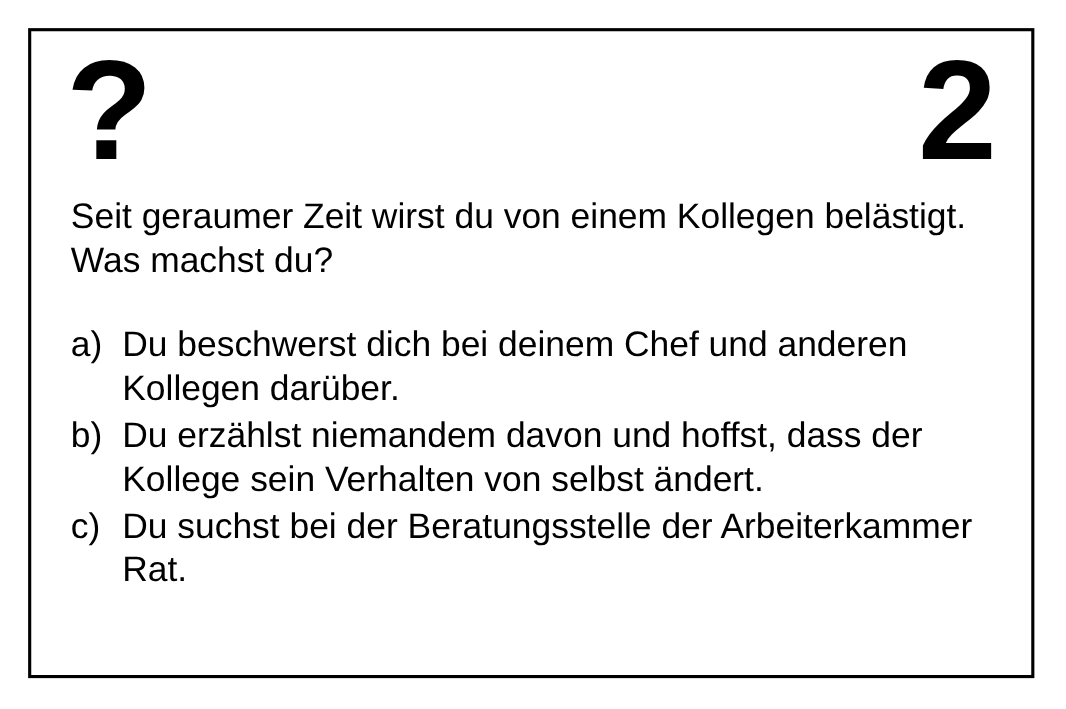 ? 2
Seit geraumer Zeit wirst du von einem Kollegen belästigt.
Was machst du?
a) Du beschwerst dich bei deinem Chef und anderen
Kollegen darüber.
b) Du erzählst niemandem davon und hoffst, dass der
Kollege sein Verhalten von selbst ändert.
c) Du suchst bei der Beratungsstelle der Arbeiterkammer
Rat.